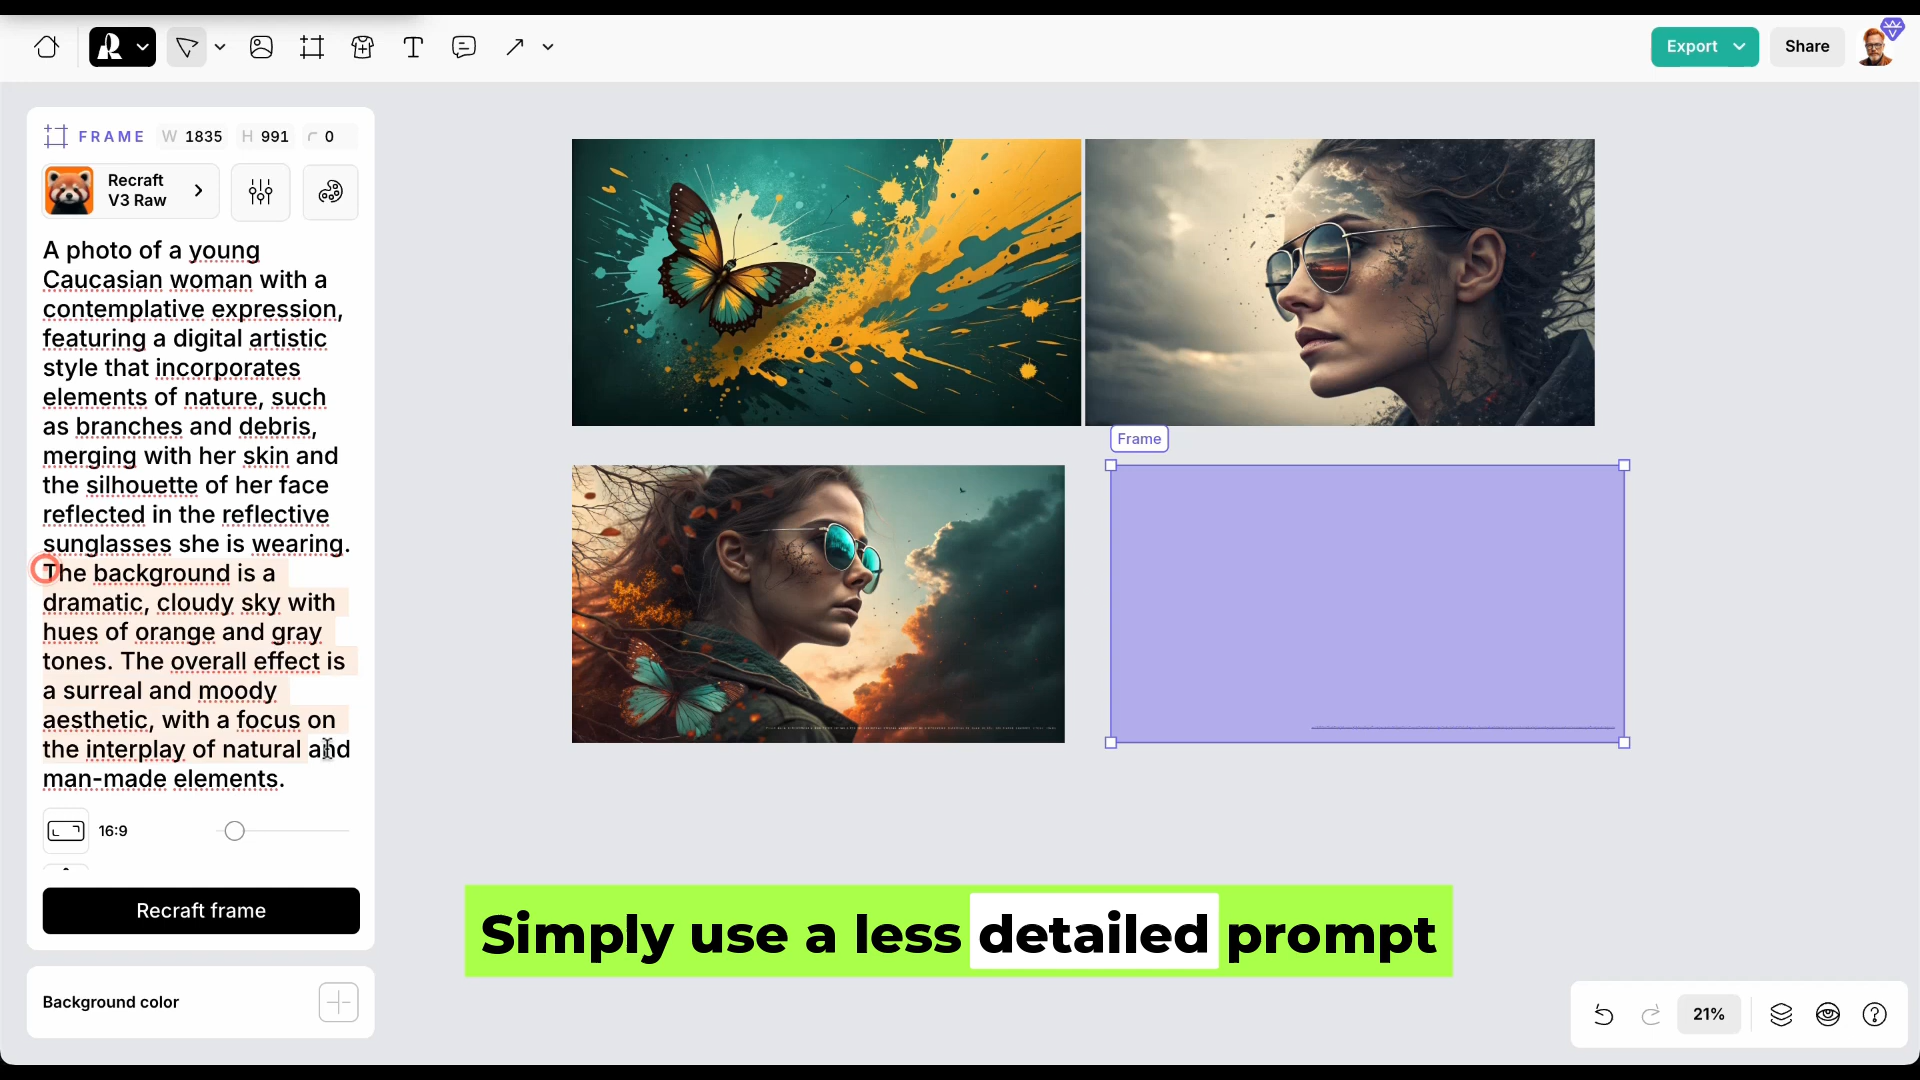 Export
Share
FRAME W 1835 H 991 0
Recraft
V3 Raw
A photo of a young
Caucasian woman with a
contemplative expression,
featuring a digital artistic
style that incorporates
elements of nature, such
as branches and debris,
merging with her skin and
the silhouette of her face
reflected in the reflective
sunglasses she is wearing.
The background is a
dramatic, cloudy sky with
hues of orange and gray
tones. The overall effect is
a surreal and moody
aesthetic, with a focus on
the interplay of natural and
man-made elements.
16:9
Recraft frame
Background color
Frame
Simply use a less detailed prompt
21%